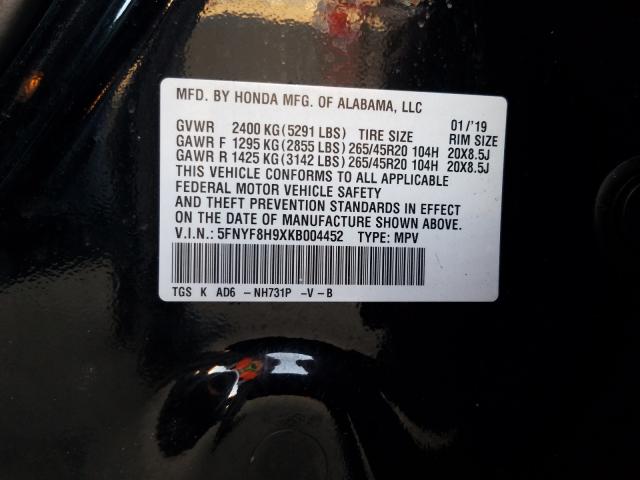 MFD. BY HONDA MFG. OF ALABAMA, LLC
01/'19
GVWR 2400 KG(5291 LBS) TIRE SIZE RIM SIZE
GAWR F 1295 KG(2855 LBS)265/45R20 104H 20X8.5J
GAWR R 1425 KG(3142 LBS)265/45R20 104H 20X8.5J
THIS VEHICLE CONFORMS TO ALL APPLICABLE
FEDERAL MOTOR VEHICLE SAFETY
AND THEFT PREVENTION STANDARDS IN EFFECT
ON THE DATE OF MANUFACTURE SHOWN ABOVE.
V.I.N.: 5FNYF8H9XKB004452 TYPE: MPV
TGS K AD6 -NH731P -V-B